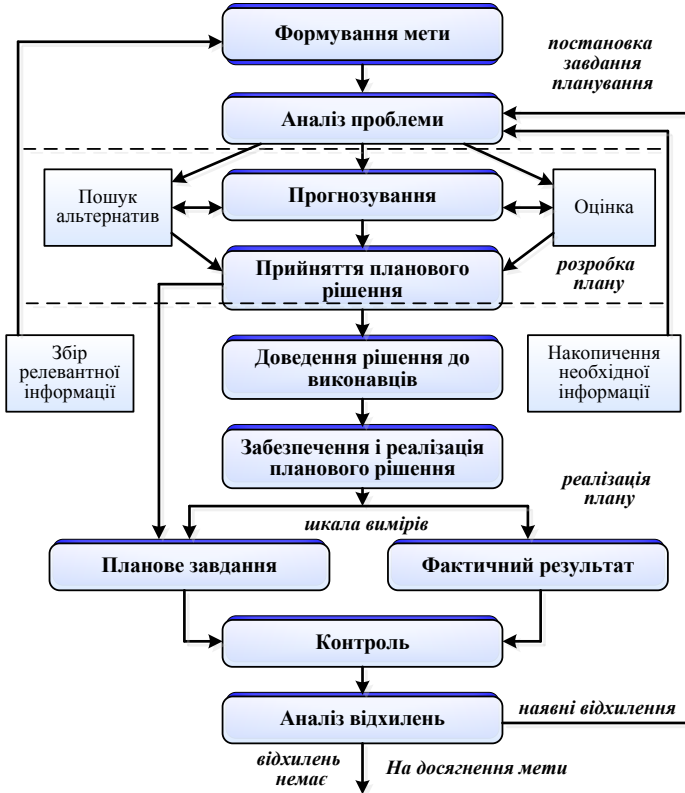 Формування мети
постановка
завдання
планування
Аналіз проблеми
Пошук
альтернатив
Прогнозування
Оцінка
Прийняття планового
рішення
розробка
плану
Збір
релевантної
інформації
Доведення рішення до
виконавців
Накопичення
необхідної
інформації
Забезпечення і реалізація
планового рішення
реалізація
плану
шкала вимірів
Планове завдання
Фактичний результат
Контроль
Аналіз відхилень
наявні відхилення
відхилень
немає
На досягнення мети